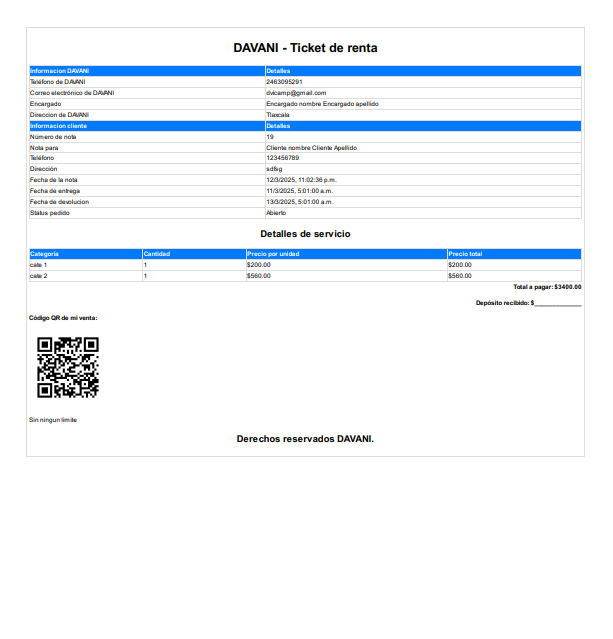 DAVANI - Ticket de renta
Informacion DAVANI Detalles
Teléfono de DAVANI 2463095291
Correo electrónico de DAVANI dvicamp@gmail.com
Encargado Encargado nombre Encargado apellido
Direccion de DAVANI Tlaxcala
Informacion cliente Detalles
Número de nota 19
Nota para Cliente nombre Cliente Apellido
Teléfono 123456789
Dirección sdfsg
Fecha de la nota 12/3/2025, 11:02:36 p.m.
Fecha de entrega 11/3/2025, 5:01:00 a.m.
Fecha de devolucion 13/3/2025, 5:01:00 a.m.
Status pedido Abierto
Detalles de servicio
Categoría Cantidad Precio por unidad Precio total
cate 1 1 $200.00 $200.00
cate 2 1 $560.00 $560.00
Total a pagar: $3400.00
Depósito recibido: $______________
Código QR de mi venta:
Sin ningun limite
Derechos reservados DAVANI.